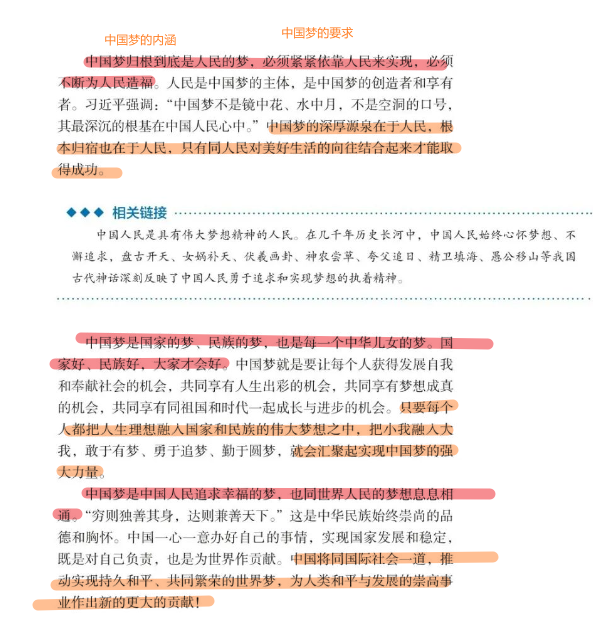 中国梦的内涵
中国梦的要求
中国梦归根到底是人民的梦，必须紧紧依靠人民来实现，必须
不断为人民造福。人民是中国梦的主体，是中国梦的创造者和享有
者。习近平强调：“中国梦不是镜中花、水中月，不是空洞的口号，
其最深沉的根基在中国人民心中。”中国梦的深厚源泉在于人民，根
本归宿也在于人民，只有同人民对美好生活的向往结合起来才能取
得成功。
◆◆◆ 相关链接
中国人民是具有伟大梦想精神的人民。在几千年历史长河中，中国人民始终心怀梦想、不
懈追求，盘古开天、女娲补天、伏羲画卦、神农尝草、夸父追日、精卫填海、愚公移山等我国
古代神话深刻反映了中国人民勇于追求和实现梦想的执着精神。
中国梦是国家的梦、民族的梦，也是每一个中华儿女的梦。国
家好、民族好，大家才会好。中国梦就是要让每个人获得发展自我
和奉献社会的机会，共同享有人生出彩的机会，共同享有梦想成真
的机会，共同享有同祖国和时代一起成长与进步的机会。只要每个
人都把人生理想融入国家和民族的伟大梦想之中，把小我融入大
我，敢于有梦、勇于追梦、勤于圆梦，就会汇聚起实现中国梦的强
大力量。
中国梦是中国人民追求幸福的梦，也同世界人民的梦想息息相
通。“穷则独善其身，达则兼善天下。”这是中华民族始终崇尚的品
德和胸怀。中国一心一意办好自己的事情，实现国家发展和稳定，
既是对自己负责，也是为世界作贡献。中国将同国际社会一道，推
动实现持久和平、共同繁荣的世界梦，为人类和平与发展的崇高事
业作出新的更大的贡献！